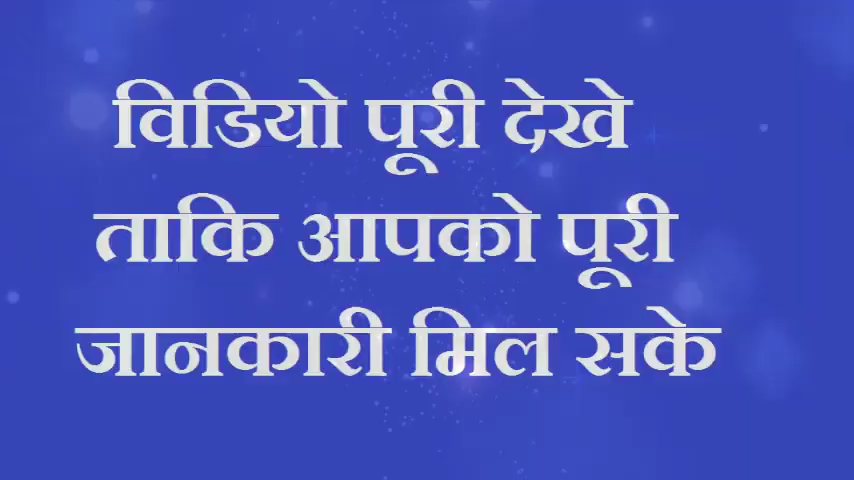 विडियो पूरी देखे
ताकि आपको पूरी
जानकारी मिल सके